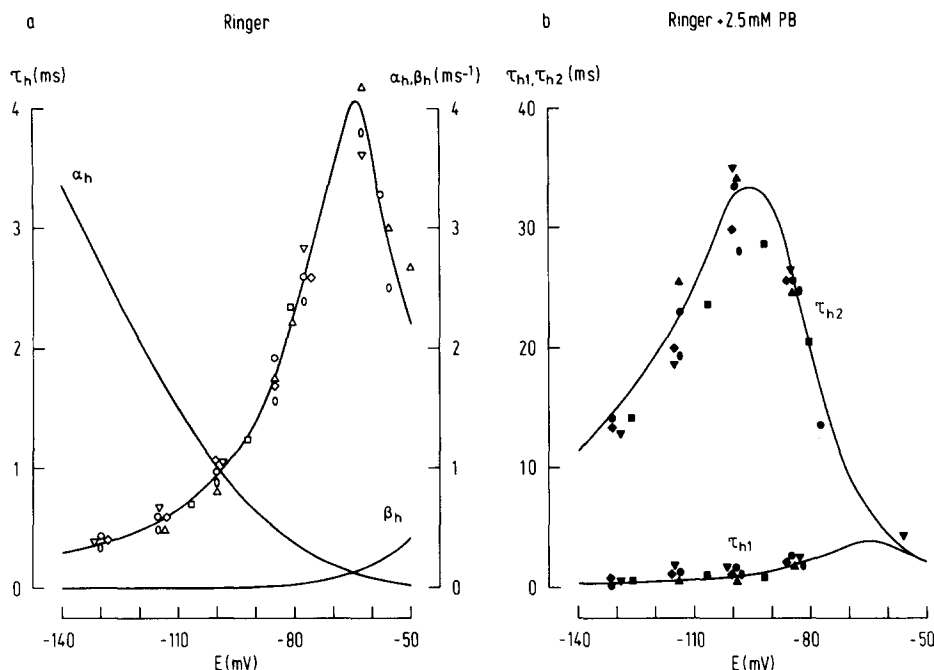 a Ringer
τh(ms)
αh,βh(ms⁻¹)
4
3
2
1
0
αh
βh
4
3
2
1
0
-140 -110 -80 -50
E(mV)
b Ringer + 2.5mM PB
τh1,τh2(ms)
40
30
20
10
0
τh2
τh1
-140 -110 -80 -50
E(mV)